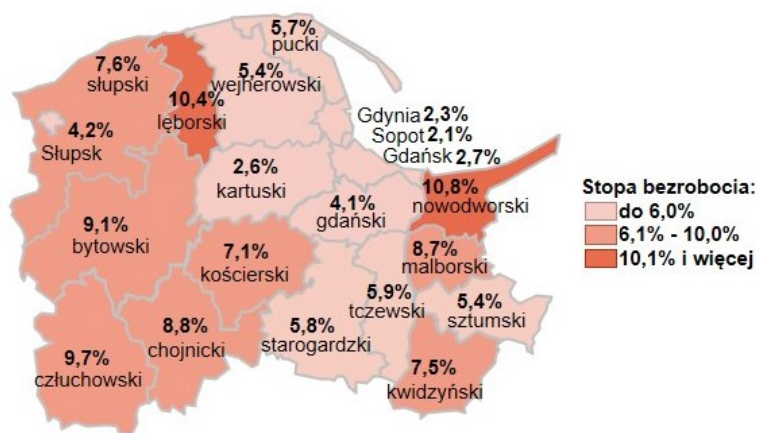 5,7%
pucki
7,6%
słupski
5,4%
wejherowski
10,4%
lęborski
Gdynia 2,3%
Sopot 2,1%
Gdańsk 2,7%
4,2%
Słupsk
2,6%
kartuski
4,1%
gdański
10,8%
nowodworski
Stopa bezrobocia:
do 6,0%
6,1% - 10,0%
10,1% i więcej
9,1%
bytowski
7,1%
kościerski
8,7%
malborski
5,9%
tczewski
5,4%
sztumski
5,8%
starogardzki
8,8%
chojnicki
9,7%
człuchowski
7,5%
kwidzyński